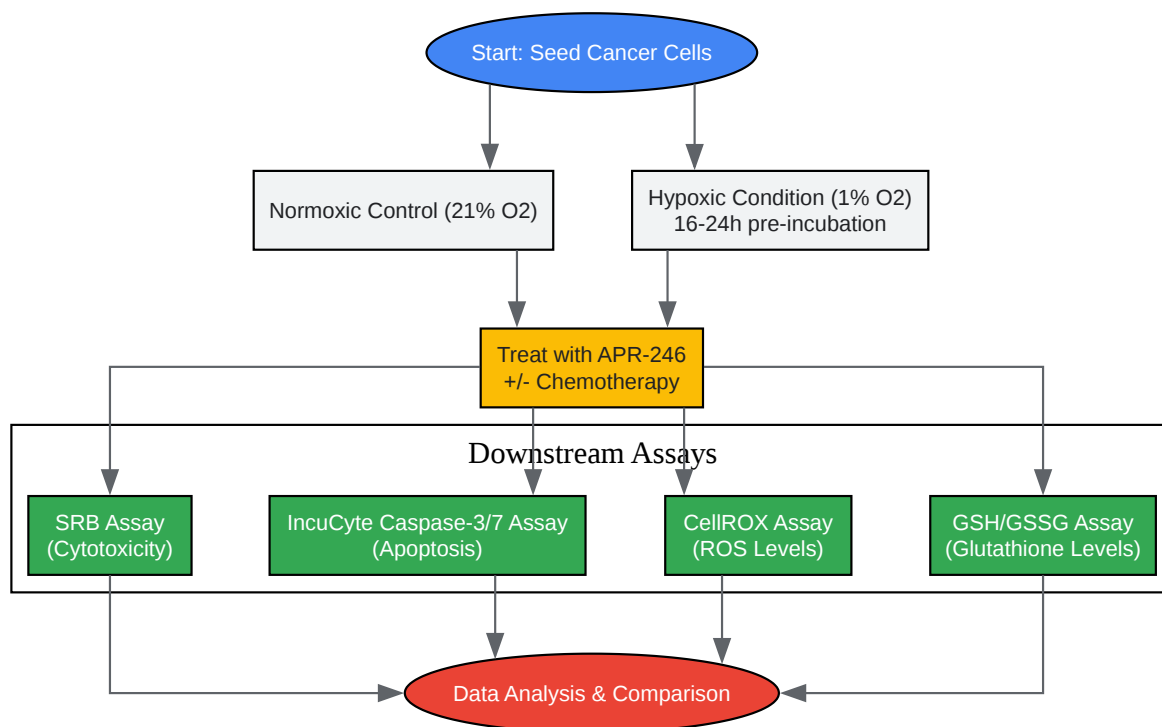 Start: Seed Cancer Cells
Normoxic Control (21% O2)
Hypoxic Condition (1% O2)
16-24h pre-incubation
Treat with APR-246
+/- Chemotherapy
Downstream Assays
SRB Assay
(Cytotoxicity)
IncuCyte Caspase-3/7 Assay
(Apoptosis)
CellROX Assay
(ROS Levels)
GSH/GSSG Assay
(Glutathione Levels)
Data Analysis & Comparison